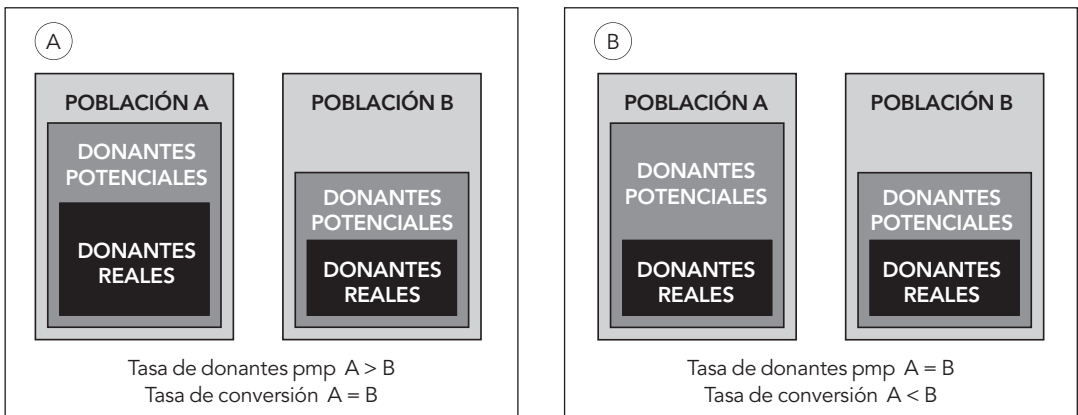 A
POBLACIÓN A
DONANTES
POTENCIALES
DONANTES
REALES
POBLACIÓN B
DONANTES
POTENCIALES
DONANTES
REALES
Tasa de donantes pmp A > B
Tasa de conversión A = B
B
POBLACIÓN A
DONANTES
POTENCIALES
DONANTES
REALES
POBLACIÓN B
DONANTES
POTENCIALES
DONANTES
REALES
Tasa de donantes pmp A = B
Tasa de conversión A < B